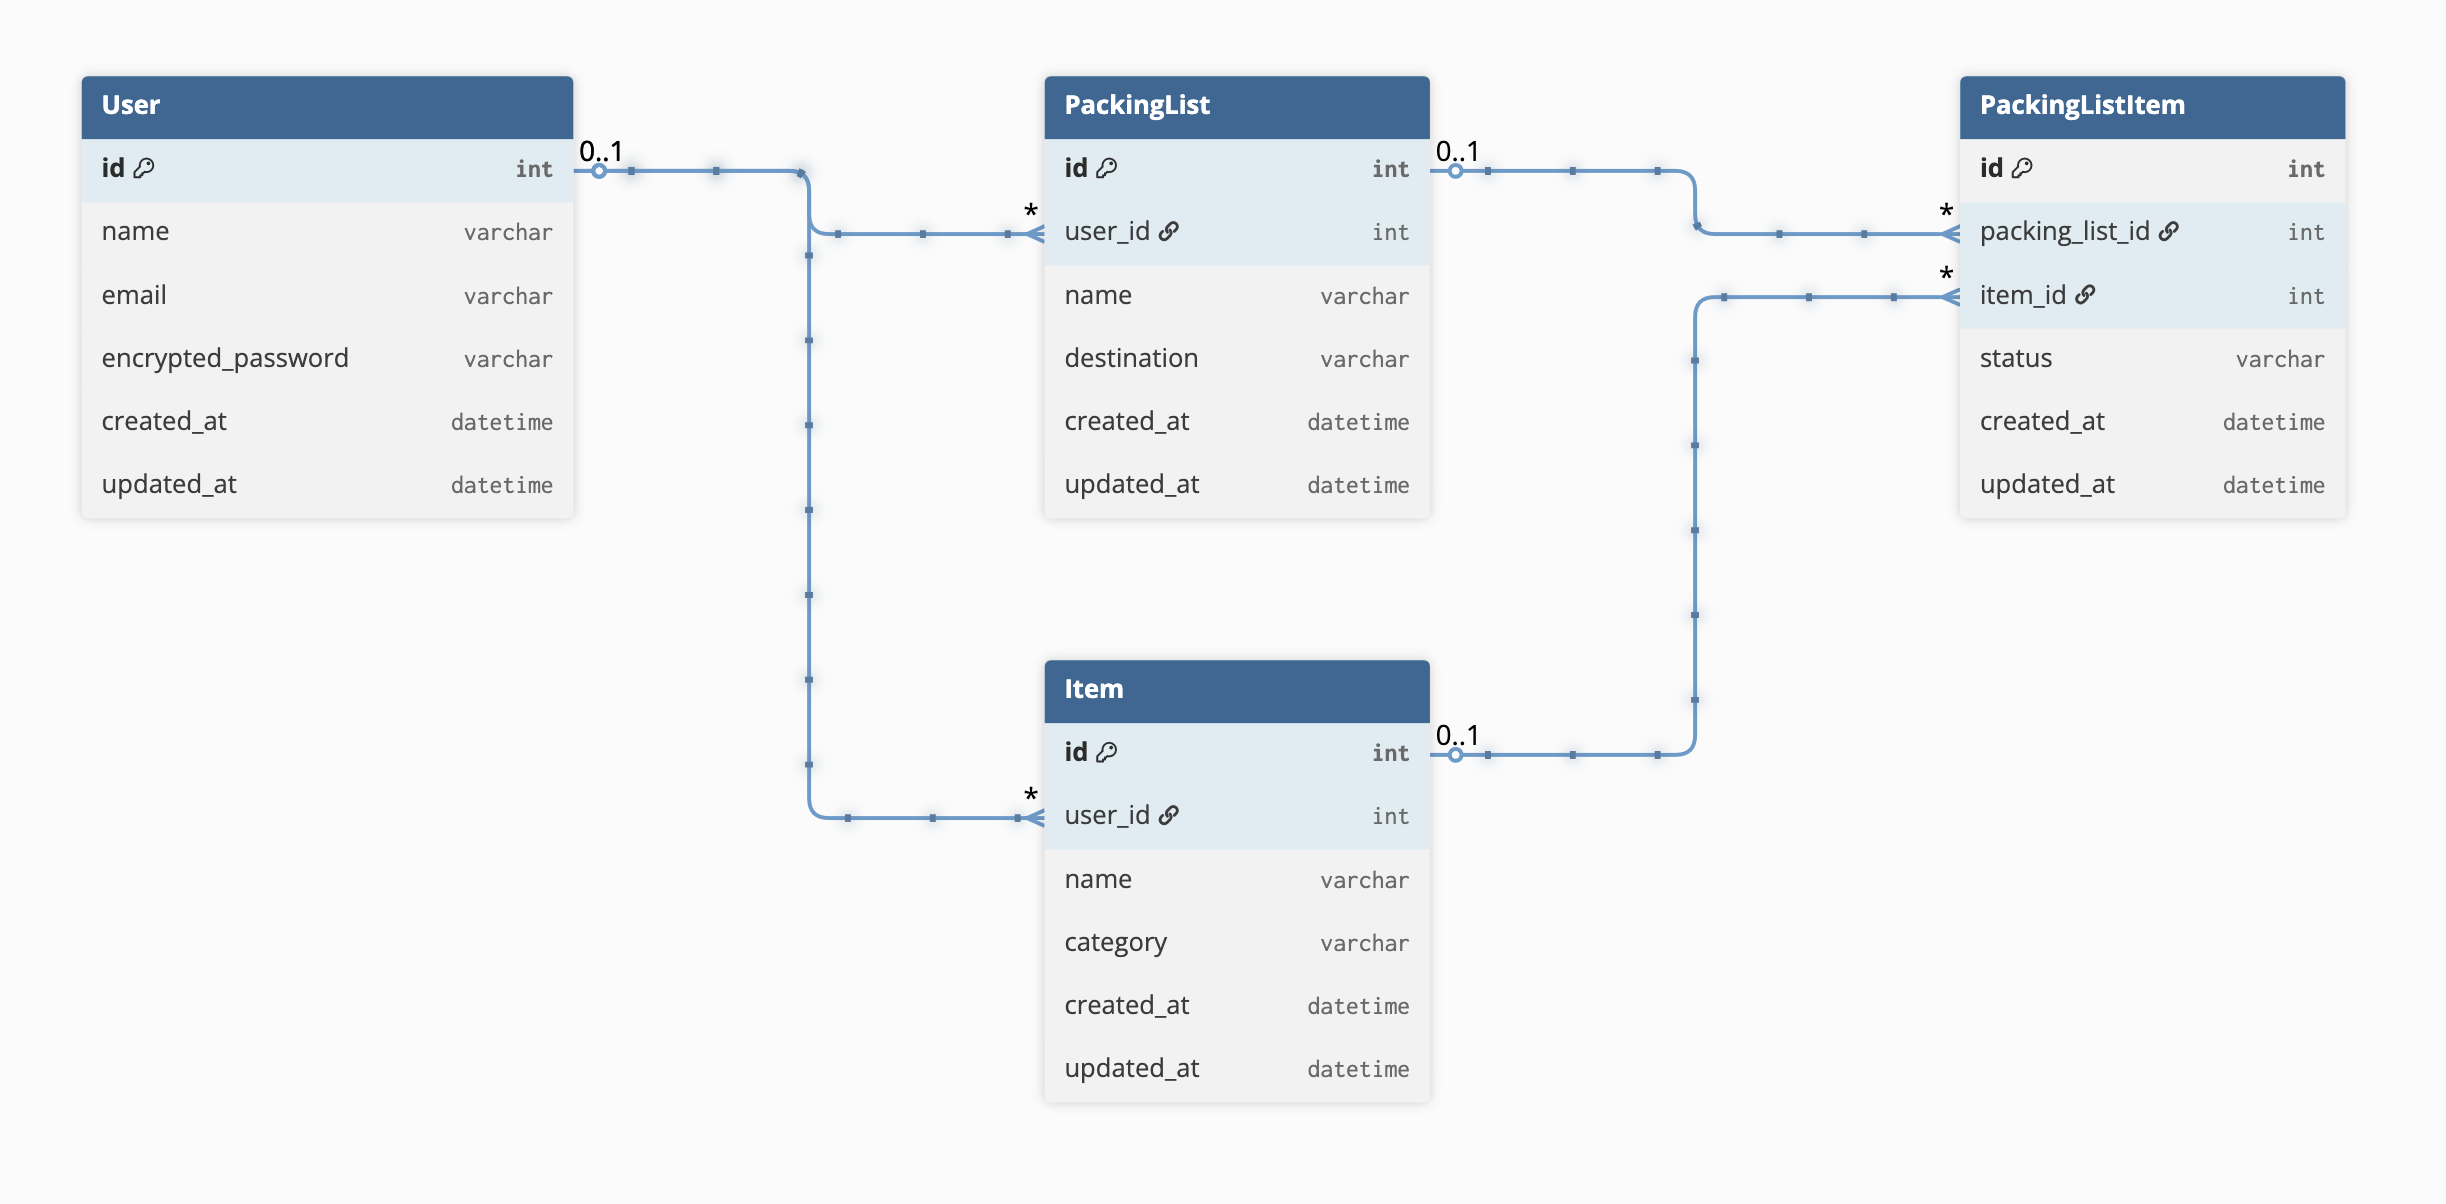 User
id int
name varchar
email varchar
encrypted_password varchar
created_at datetime
updated_at datetime
0..1
*
*
PackingList
id int
user_id int
name varchar
destination varchar
created_at datetime
updated_at datetime
0..1
*
PackingListItem
id int
packing_list_id int
item_id int
status varchar
created_at datetime
updated_at datetime
*
Item
id int
user_id int
name varchar
category varchar
created_at datetime
updated_at datetime
0..1